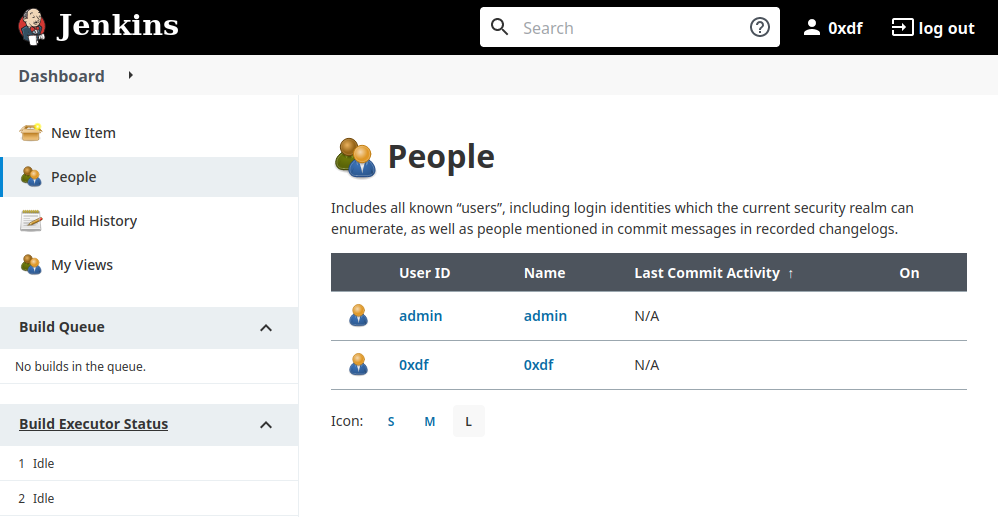 Jenkins
Search
0xdf
log out
Dashboard
New Item
People
Build History
My Views
Build Queue
No builds in the queue.
Build Executor Status
1 Idle
2 Idle
People
Includes all known “users”, including login identities which the current security realm can
enumerate, as well as people mentioned in commit messages in recorded changelogs.
User ID Name Last Commit Activity ↑ On
admin admin N/A
0xdf 0xdf N/A
Icon: S M L